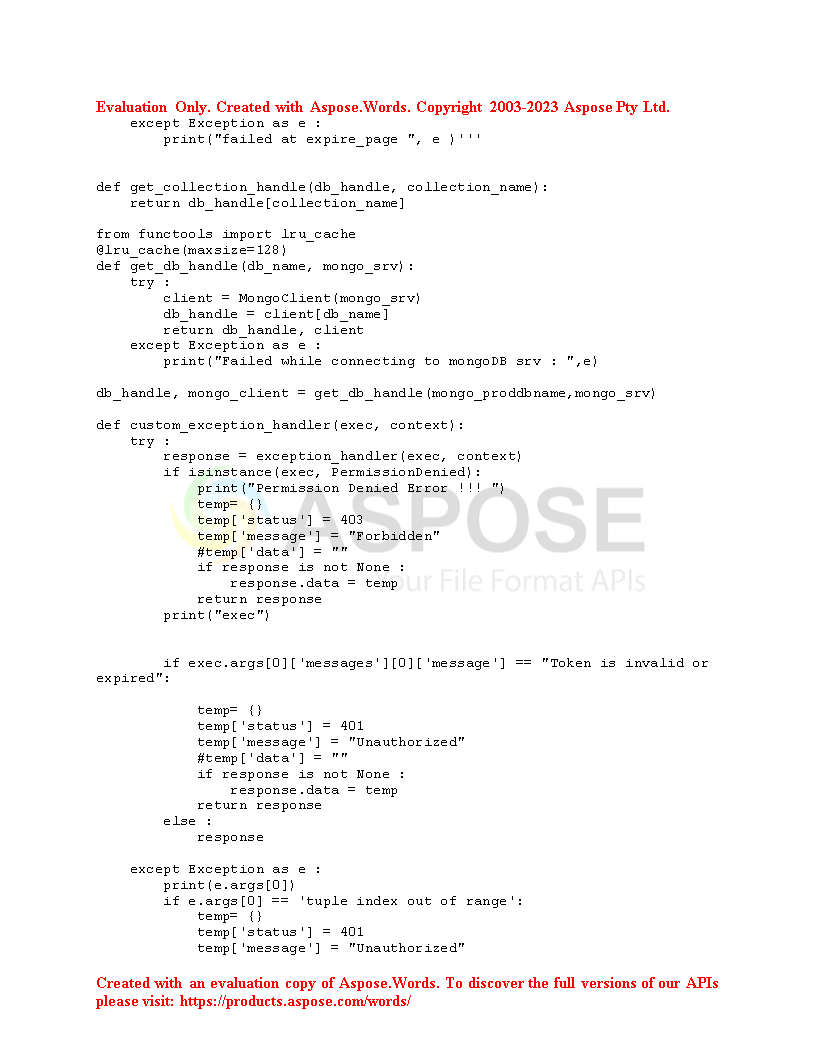 Evaluation Only. Created with Aspose.Words. Copyright 2003-2023 Aspose Pty Ltd.
    except Exception as e :
        print("failed at expire_page ", e )'''
def get_collection_handle(db_handle, collection_name):
    return db_handle[collection_name]
from functools import lru_cache
@lru_cache(maxsize=128)
def get_db_handle(db_name, mongo_srv):
    try :
        client = MongoClient(mongo_srv)
        db_handle = client[db_name]
        return db_handle, client
    except Exception as e :
        print("Failed while connecting to mongoDB srv : ",e)
db_handle, mongo_client = get_db_handle(mongo_proddbname,mongo_srv)
def custom_exception_handler(exec, context):
    try :
        response = exception_handler(exec, context)
        if isinstance(exec, PermissionDenied):
            print("Permission Denied Error !!! ")
            temp= {}
            temp['status'] = 403
            temp['message'] = "Forbidden"
            #temp['data'] = ""
            if response is not None :
                response.data = temp
            return response
        print("exec")
ASPOSE
Your File Format APIs
        if exec.args[0]['messages'][0]['message'] == "Token is invalid or
expired":
            temp= {}
            temp['status'] = 401
            temp['message'] = "Unauthorized"
            #temp['data'] = ""
            if response is not None :
                response.data = temp
            return response
        else :
            response
    except Exception as e :
        print(e.args[0])
        if e.args[0] == 'tuple index out of range':
            temp= {}
            temp['status'] = 401
            temp['message'] = "Unauthorized"
Created with an evaluation copy of Aspose.Words. To discover the full versions of our APIs
please visit: https://products.aspose.com/words/